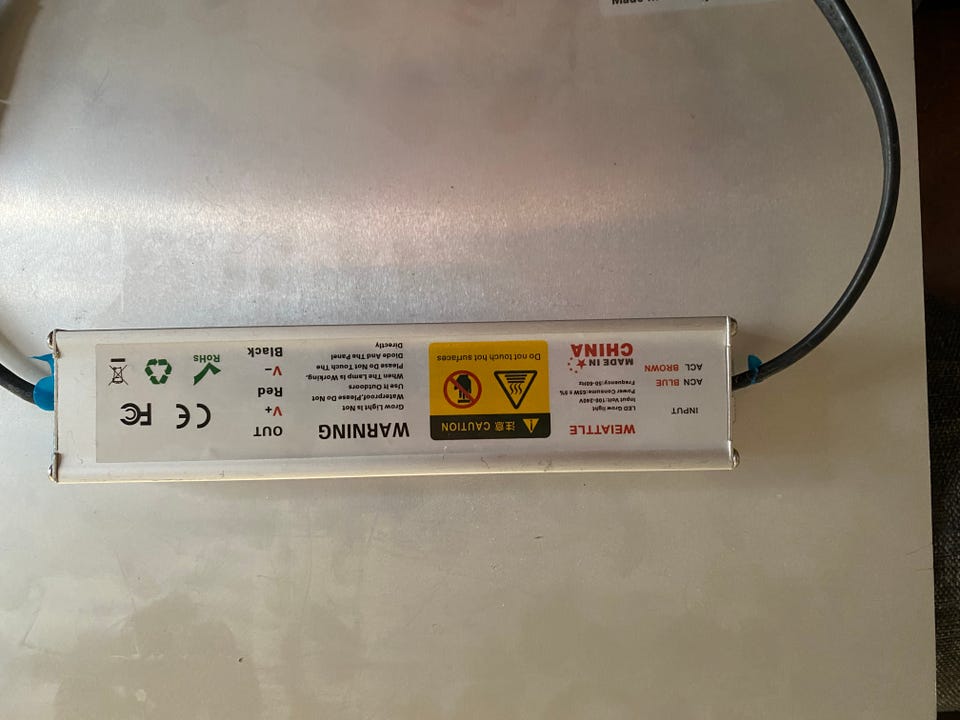 INPUT
ACN BLUE
ACL BROWN
WEIATTLE
LED Grow light
Input Volt:100-240V
Power Consume:65W ± 5%
Frequency:50-60Hz
MADE IN
CHINA
注意 CAUTION
Do not touch hot surfaces
WARNING
Grow Light Is Not
Waterproof.Please Do Not
Use It Outdoors
When The Lamp Is Working.
Please Do Not Touch The
Diode And The Panel
Directly
OUT
V+
Red
V-
Black
CE
FC
RoHS